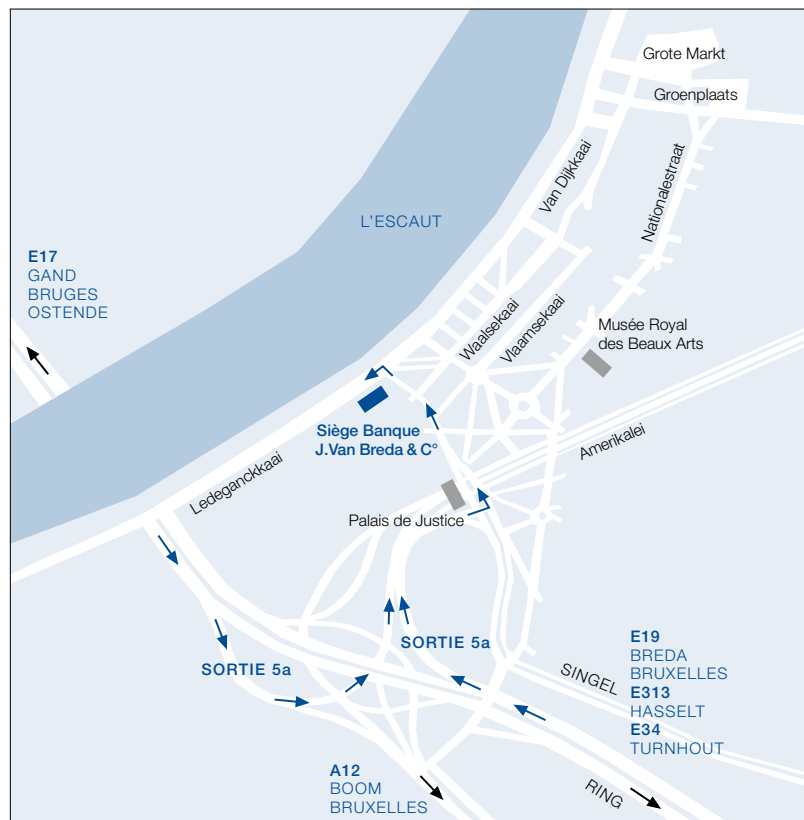 Grote Markt
Groenplaats
Van Dijkkaai
Nationalestraat
L'ESCAUT
E17
GAND
BRUGES
OSTENDE
Waalsekaai
Vlaamsekaai
Musée Royal
des Beaux Arts
Siège Banque
J.Van Breda & C°
Amerikalei
Ledeganckkaai
Palais de Justice
SORTIE 5a
SORTIE 5a
SINGEL
E19
BREDA
BRUXELLES
E313
HASSELT
E34
TURNHOUT
A12
BOOM
BRUXELLES
RING